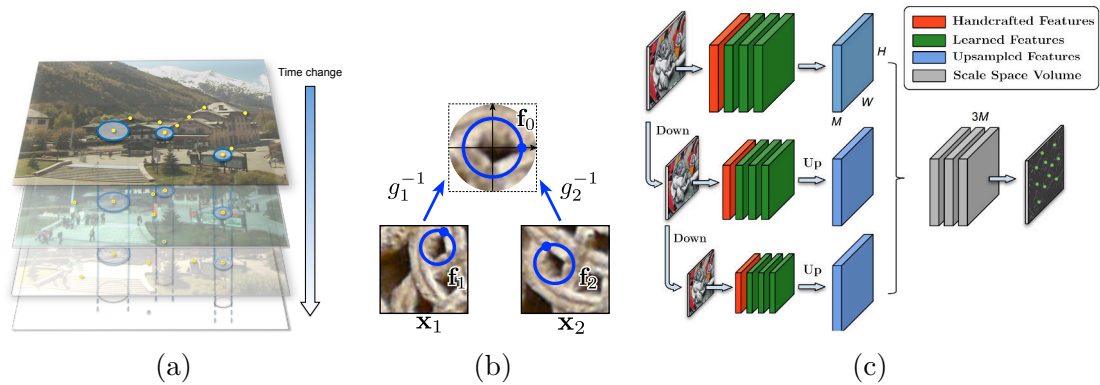 Time change
f₀
g₁⁻¹
g₂⁻¹
f₁
f₂
x₁
x₂
Down
Down
Up
Up
H
W
M
3M
Handcrafted Features
Learned Features
Upsampled Features
Scale Space Volume
(a)
(b)
(c)